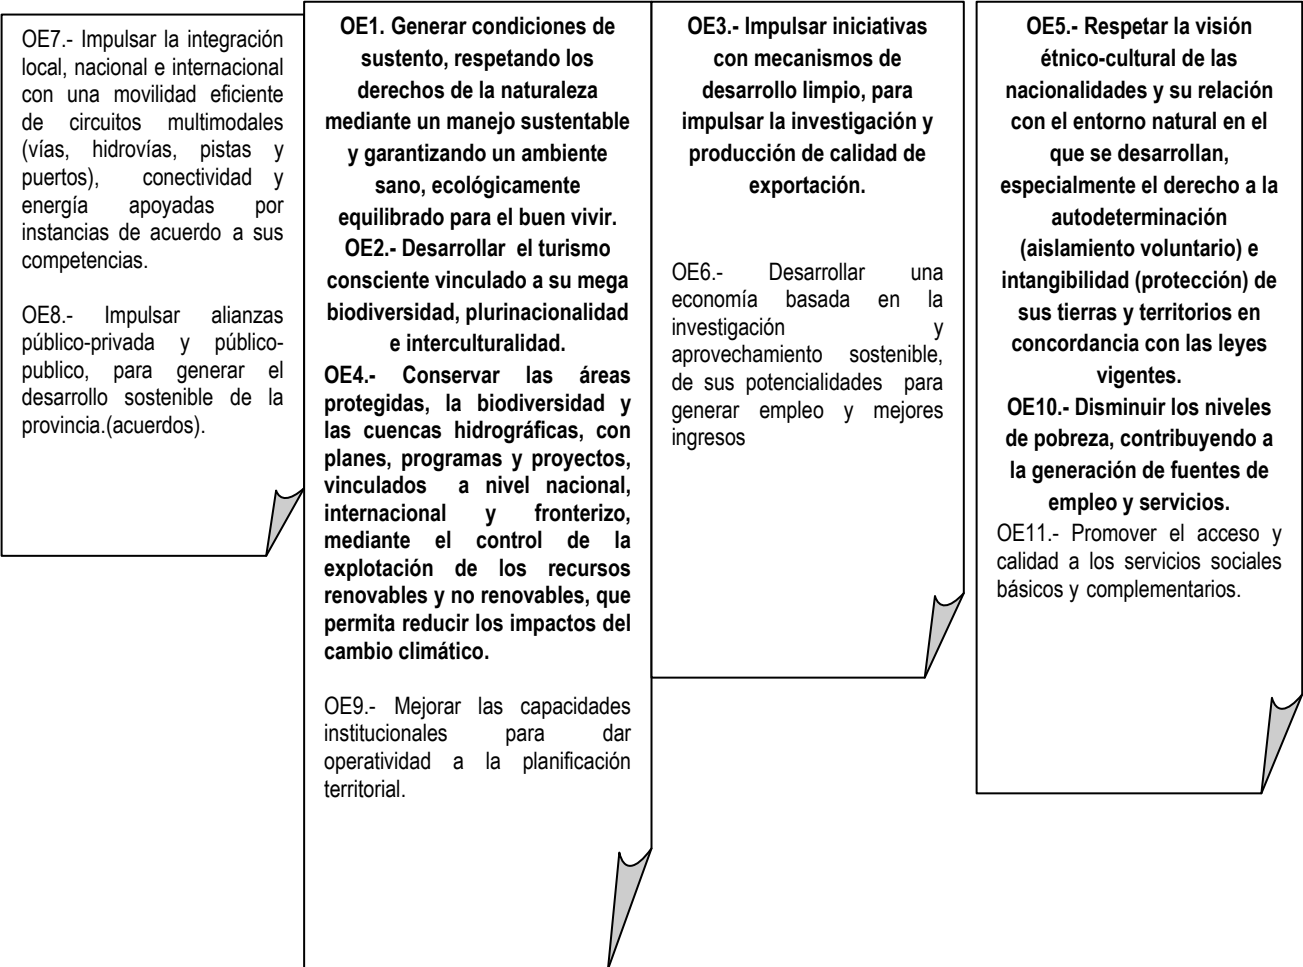 OE7.- Impulsar la integración
local, nacional e internacional
con una movilidad eficiente
de circuitos multimodales
(vías, hidrovías, pistas y
puertos), conectividad y
energía apoyadas por
instancias de acuerdo a sus
competencias.
OE8.- Impulsar alianzas
público-privada y público-
publico, para generar el
desarrollo sostenible de la
provincia.(acuerdos).
OE1. Generar condiciones de
sustento, respetando los
derechos de la naturaleza
mediante un manejo sustentable
y garantizando un ambiente
sano, ecológicamente
equilibrado para el buen vivir.
OE2.- Desarrollar el turismo
consciente vinculado a su mega
biodiversidad, plurinacionalidad
e interculturalidad.
OE4.- Conservar las áreas
protegidas, la biodiversidad y
las cuencas hidrográficas, con
planes, programas y proyectos,
vinculados a nivel nacional,
internacional y fronterizo,
mediante el control de la
explotación de los recursos
renovables y no renovables, que
permita reducir los impactos del
cambio climático.
OE9.- Mejorar las capacidades
institucionales para dar
operatividad a la planificación
territorial.
OE3.- Impulsar iniciativas
con mecanismos de
desarrollo limpio, para
impulsar la investigación y
producción de calidad de
exportación.
OE6.- Desarrollar una
economía basada en la
investigación y
aprovechamiento sostenible,
de sus potencialidades para
generar empleo y mejores
ingresos
OE5.- Respetar la visión
étnico-cultural de las
nacionalidades y su relación
con el entorno natural en el
que se desarrollan,
especialmente el derecho a la
autodeterminación
(aislamiento voluntario) e
intangibilidad (protección) de
sus tierras y territorios en
concordancia con las leyes
vigentes.
OE10.- Disminuir los niveles
de pobreza, contribuyendo a
la generación de fuentes de
empleo y servicios.
OE11.- Promover el acceso y
calidad a los servicios sociales
básicos y complementarios.